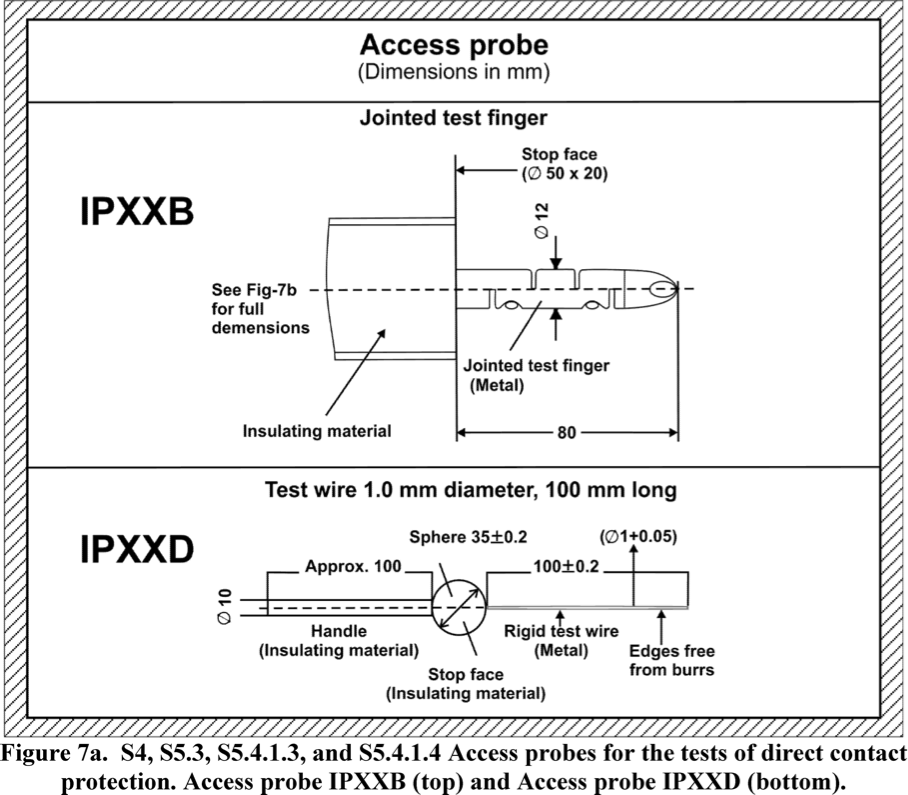 Access probe
(Dimensions in mm)
Jointed test finger
Stop face
(∅ 50 x 20)
IPXXB
∅ 12
See Fig-7b
for full
demensions
Jointed test finger
(Metal)
Insulating material
80
Test wire 1.0 mm diameter, 100 mm long
IPXXD
Sphere 35±0.2
(∅1+0.05)
Approx. 100
100±0.2
∅ 10
Handle
(Insulating material)
Rigid test wire
(Metal)
Edges free
from burrs
Stop face
(Insulating material)
Figure 7a. S4, S5.3, S5.4.1.3, and S5.4.1.4 Access probes for the tests of direct contact
protection. Access probe IPXXB (top) and Access probe IPXXD (bottom).